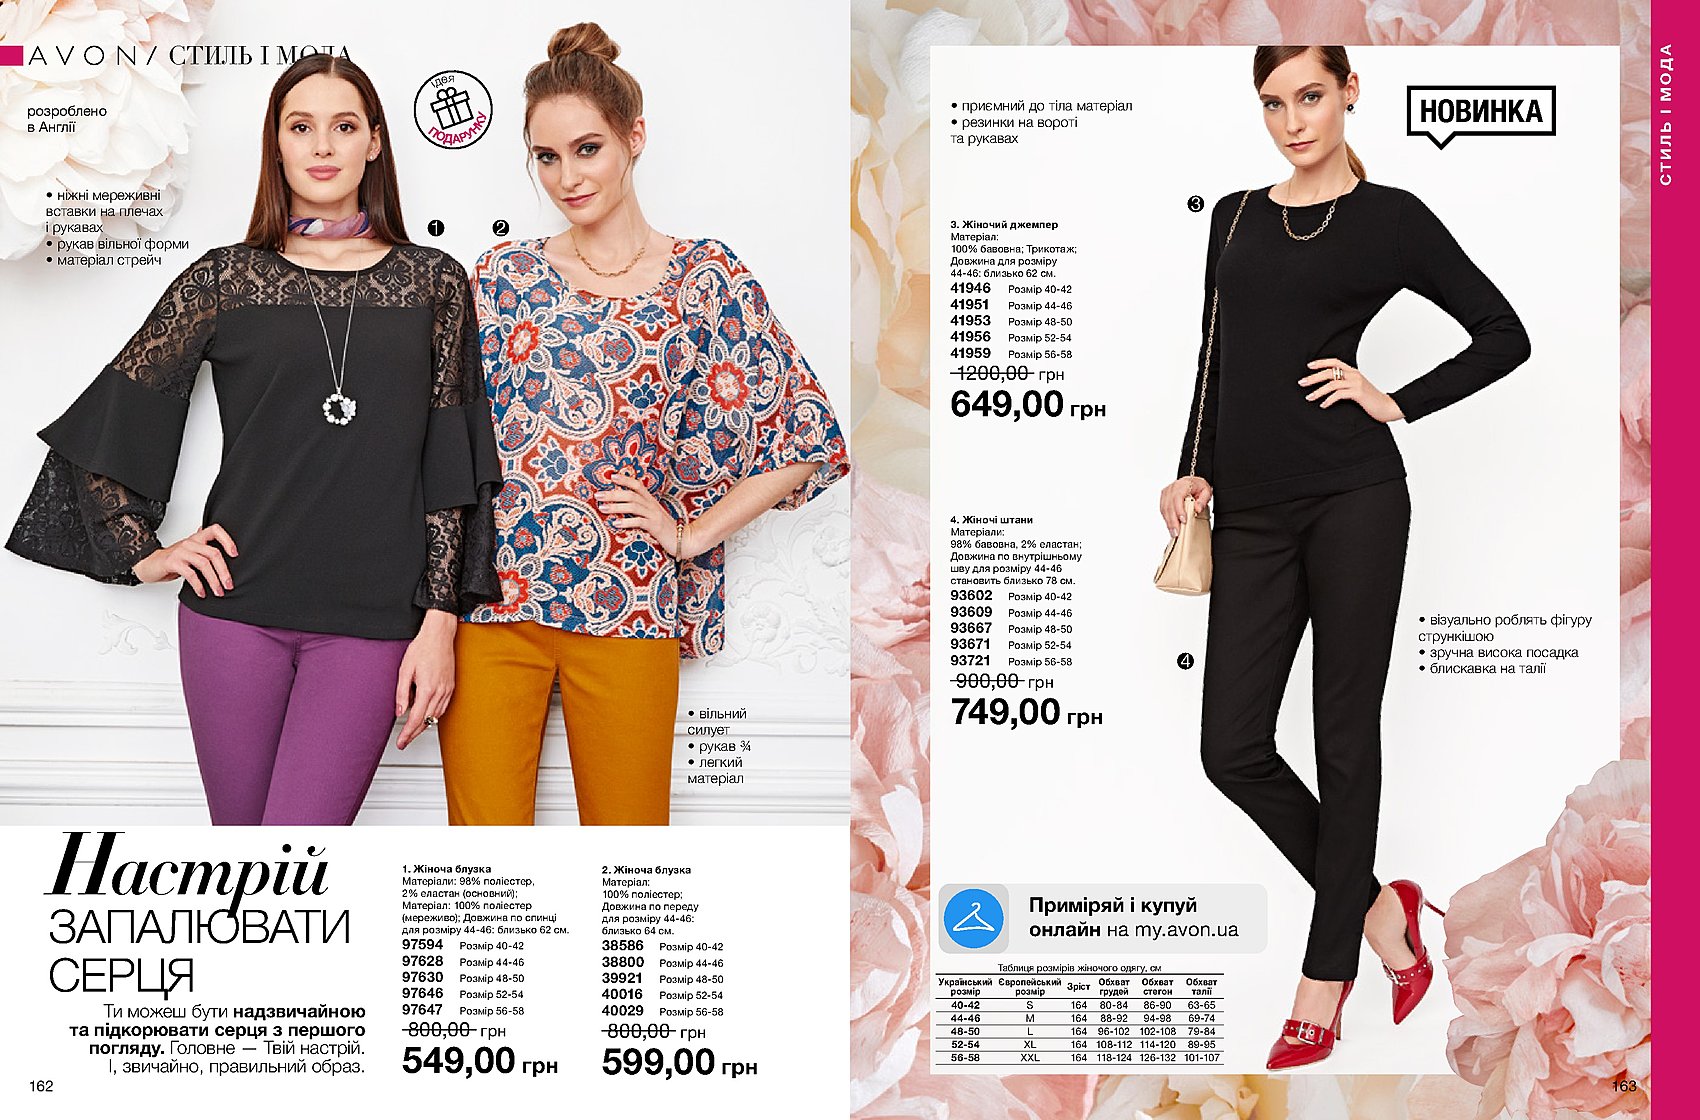 AVON / СТИЛЬ І МОДА
розроблено
в Англії
ідея
ПОДАРУНКУ
• ніжні мереживні
вставки на плечах
і рукавах
• рукав вільної форми
• матеріал стрейч
1
2
• вільний
силует
• рукав ¾
• легкий
матеріал
Настрій
ЗАПАЛЮВАТИ
СЕРЦЯ
Ти можеш бути надзвичайною
та підкорювати серця з першого
погляду. Головне — Твій настрій.
І, звичайно, правильний образ.
162
1. Жіноча блузка
Матеріали: 98% поліестер,
2% еластан (основний);
Матеріал: 100% поліестер
(мереживо); Довжина по спинці
для розміру 44-46: близько 62 см.
97594 Розмір 40-42
97628 Розмір 44-46
97630 Розмір 48-50
97646 Розмір 52-54
97647 Розмір 56-58
800,00 грн
549,00 грн
2. Жіноча блузка
Матеріал:
100% поліестер;
Довжина по переду
для розміру 44-46:
близько 64 см.
38586 Розмір 40-42
38800 Розмір 44-46
39921 Розмір 48-50
40016 Розмір 52-54
40029 Розмір 56-58
800,00 грн
599,00 грн
• приємний до тіла матеріал
• резинки на вороті
та рукавах
НОВИНКА
СТИЛЬ І МОДА
3
3. Жіночий джемпер
Матеріал:
100% бавовна; Трикотаж;
Довжина для розміру
44-46: близько 62 см.
41946 Розмір 40-42
41951 Розмір 44-46
41953 Розмір 48-50
41956 Розмір 52-54
41959 Розмір 56-58
1200,00 грн
649,00 грн
4. Жіночі штани
Матеріали:
98% бавовна, 2% еластан;
Довжина по внутрішньому
шву для розміру 44-46
становить близько 78 см.
93602 Розмір 40-42
93609 Розмір 44-46
93667 Розмір 48-50
93671 Розмір 52-54
93721 Розмір 56-58
900,00 грн
749,00 грн
4
• візуально роблять фігуру
стрункішою
• зручна висока посадка
• блискавка на талії
Приміряй і купуй
онлайн на my.avon.ua
Таблиця розмірів жіночого одягу, см
Український розмір Європейський розмір Зріст Обхват грудей Обхват стегон Обхват талії
40-42 S 164 80-84 86-90 63-65
44-46 M 164 88-92 94-98 69-74
48-50 L 164 96-102 102-108 79-84
52-54 XL 164 108-112 114-120 89-95
56-58 XXL 164 118-124 126-132 101-107
163